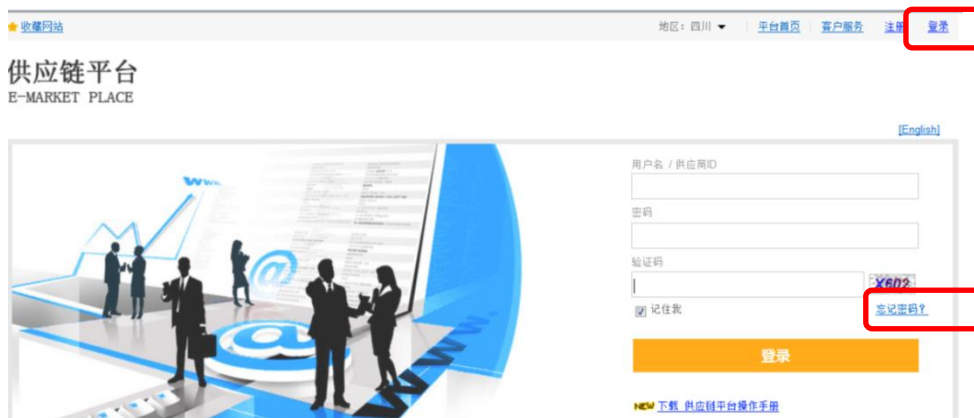 收藏网站
地区：四川 平台首页 客户服务 注册 登录
供应链平台
E-MARKET PLACE
[English]
用户名 / 供应商ID
密码
验证码
X602
记住我
忘记密码?
登录
NEW 下载 供应链平台操作手册
www.
@
@
www.